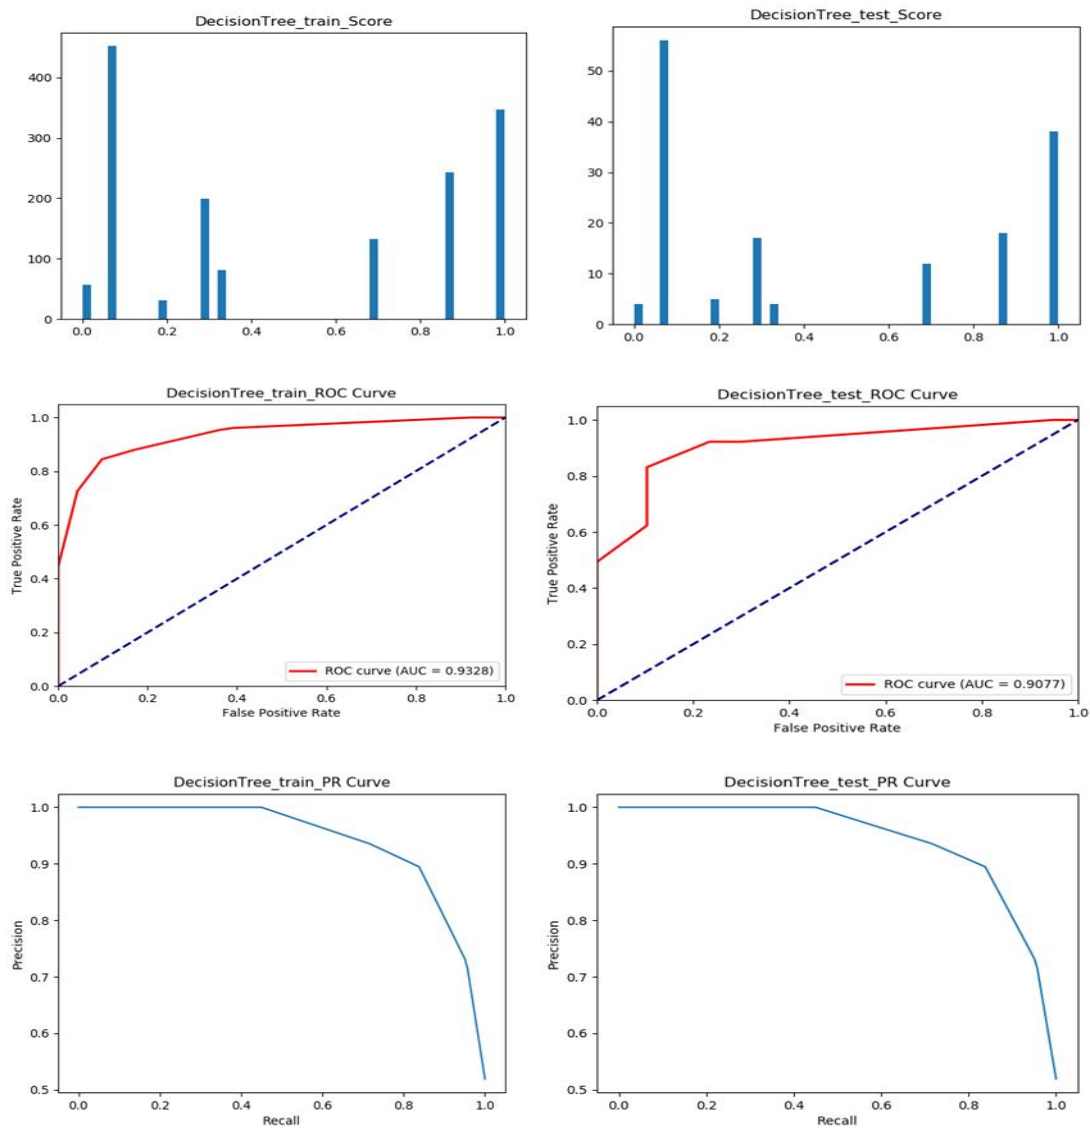 DecisionTree_train_Score
400
300
200
100
0
0.0 0.2 0.4 0.6 0.8 1.0
DecisionTree_test_Score
50
40
30
20
10
0
0.0 0.2 0.4 0.6 0.8 1.0
DecisionTree_train_ROC Curve
True Positive Rate
1.0
0.8
0.6
0.4
0.2
0.0
ROC curve (AUC = 0.9328)
0.0 0.2 0.4 0.6 0.8 1.0
False Positive Rate
DecisionTree_test_ROC Curve
True Positive Rate
1.0
0.8
0.6
0.4
0.2
0.0
ROC curve (AUC = 0.9077)
0.0 0.2 0.4 0.6 0.8 1.0
False Positive Rate
DecisionTree_train_PR Curve
Precision
1.0
0.9
0.8
0.7
0.6
0.5
0.0 0.2 0.4 0.6 0.8 1.0
Recall
DecisionTree_test_PR Curve
Precision
1.0
0.9
0.8
0.7
0.6
0.5
0.0 0.2 0.4 0.6 0.8 1.0
Recall